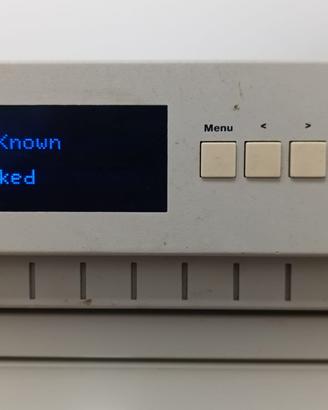 Menu < >
Known
ked